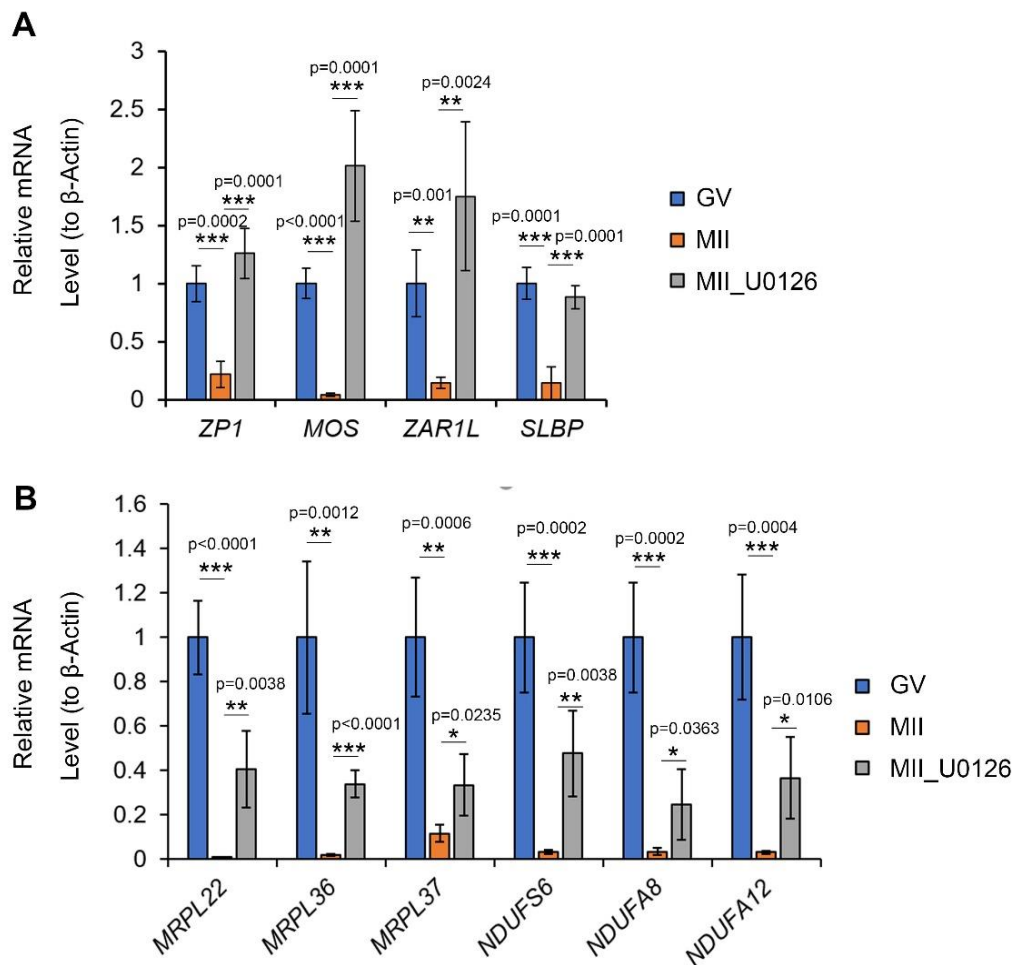 A
Relative mRNA
Level (to β-Actin)
3
2.5
2
1.5
1
0.5
0
p=0.0002
***
p=0.0001
***
p<0.0001
***
p=0.0001
***
p=0.001
**
p=0.0024
**
p=0.0001
***
p=0.0001
***
ZP1
MOS
ZAR1L
SLBP
GV
MII
MII_U0126
B
Relative mRNA
Level (to β-Actin)
1.6
1.4
1.2
1
0.8
0.6
0.4
0.2
0
p<0.0001
***
p=0.0038
**
p=0.0012
**
p<0.0001
***
p=0.0006
**
p=0.0235
*
p=0.0002
***
p=0.0038
**
p=0.0002
***
p=0.0363
*
p=0.0004
***
p=0.0106
*
MRPL22
MRPL36
MRPL37
NDUFS6
NDUFA8
NDUFA12
GV
MII
MII_U0126